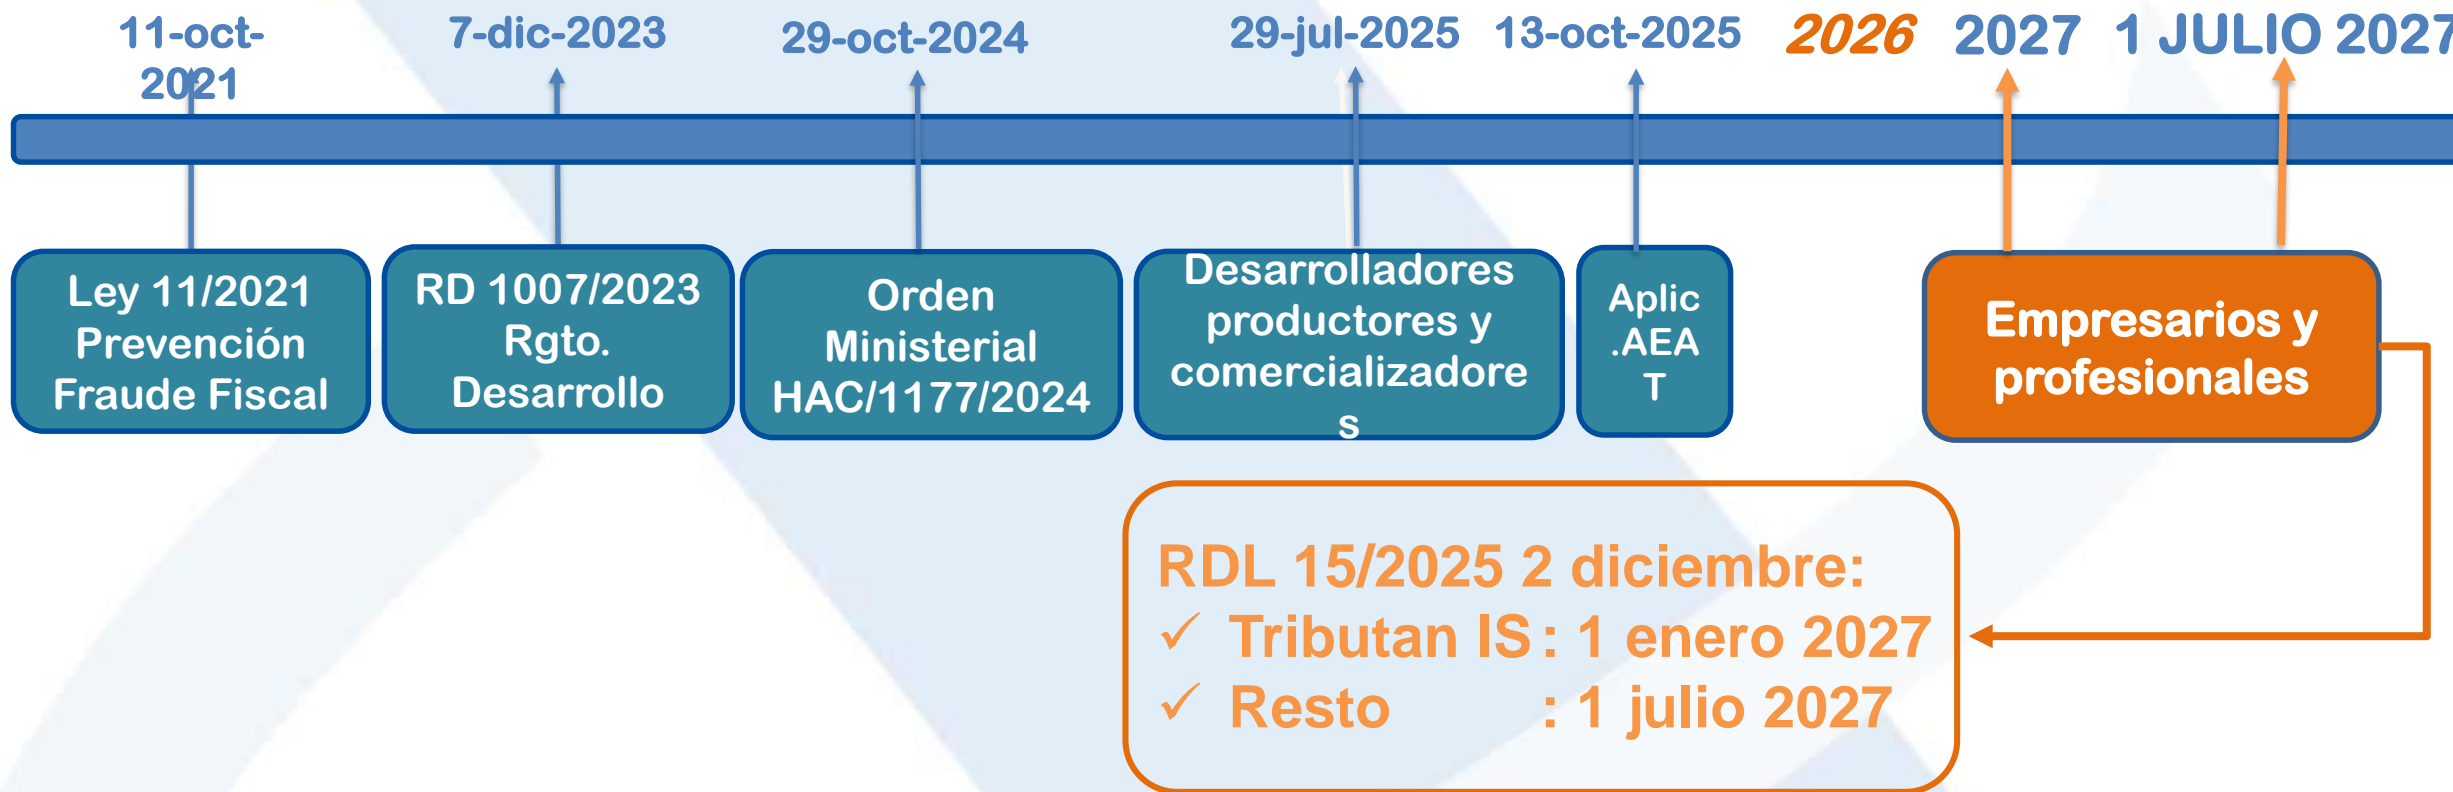 11-oct-
2021
7-dic-2023
29-oct-2024
29-jul-2025
13-oct-2025
2026
2027
1 JULIO 2027
Ley 11/2021
Prevención
Fraude Fiscal
RD 1007/2023
Rgto.
Desarrollo
Orden
Ministerial
HAC/1177/2024
Desarrolladores
productores y
comercializadore
s
Aplic
.AEA
T
Empresarios y
profesionales
RDL 15/2025 2 diciembre:
✓ Tributan IS : 1 enero 2027
✓ Resto : 1 julio 2027